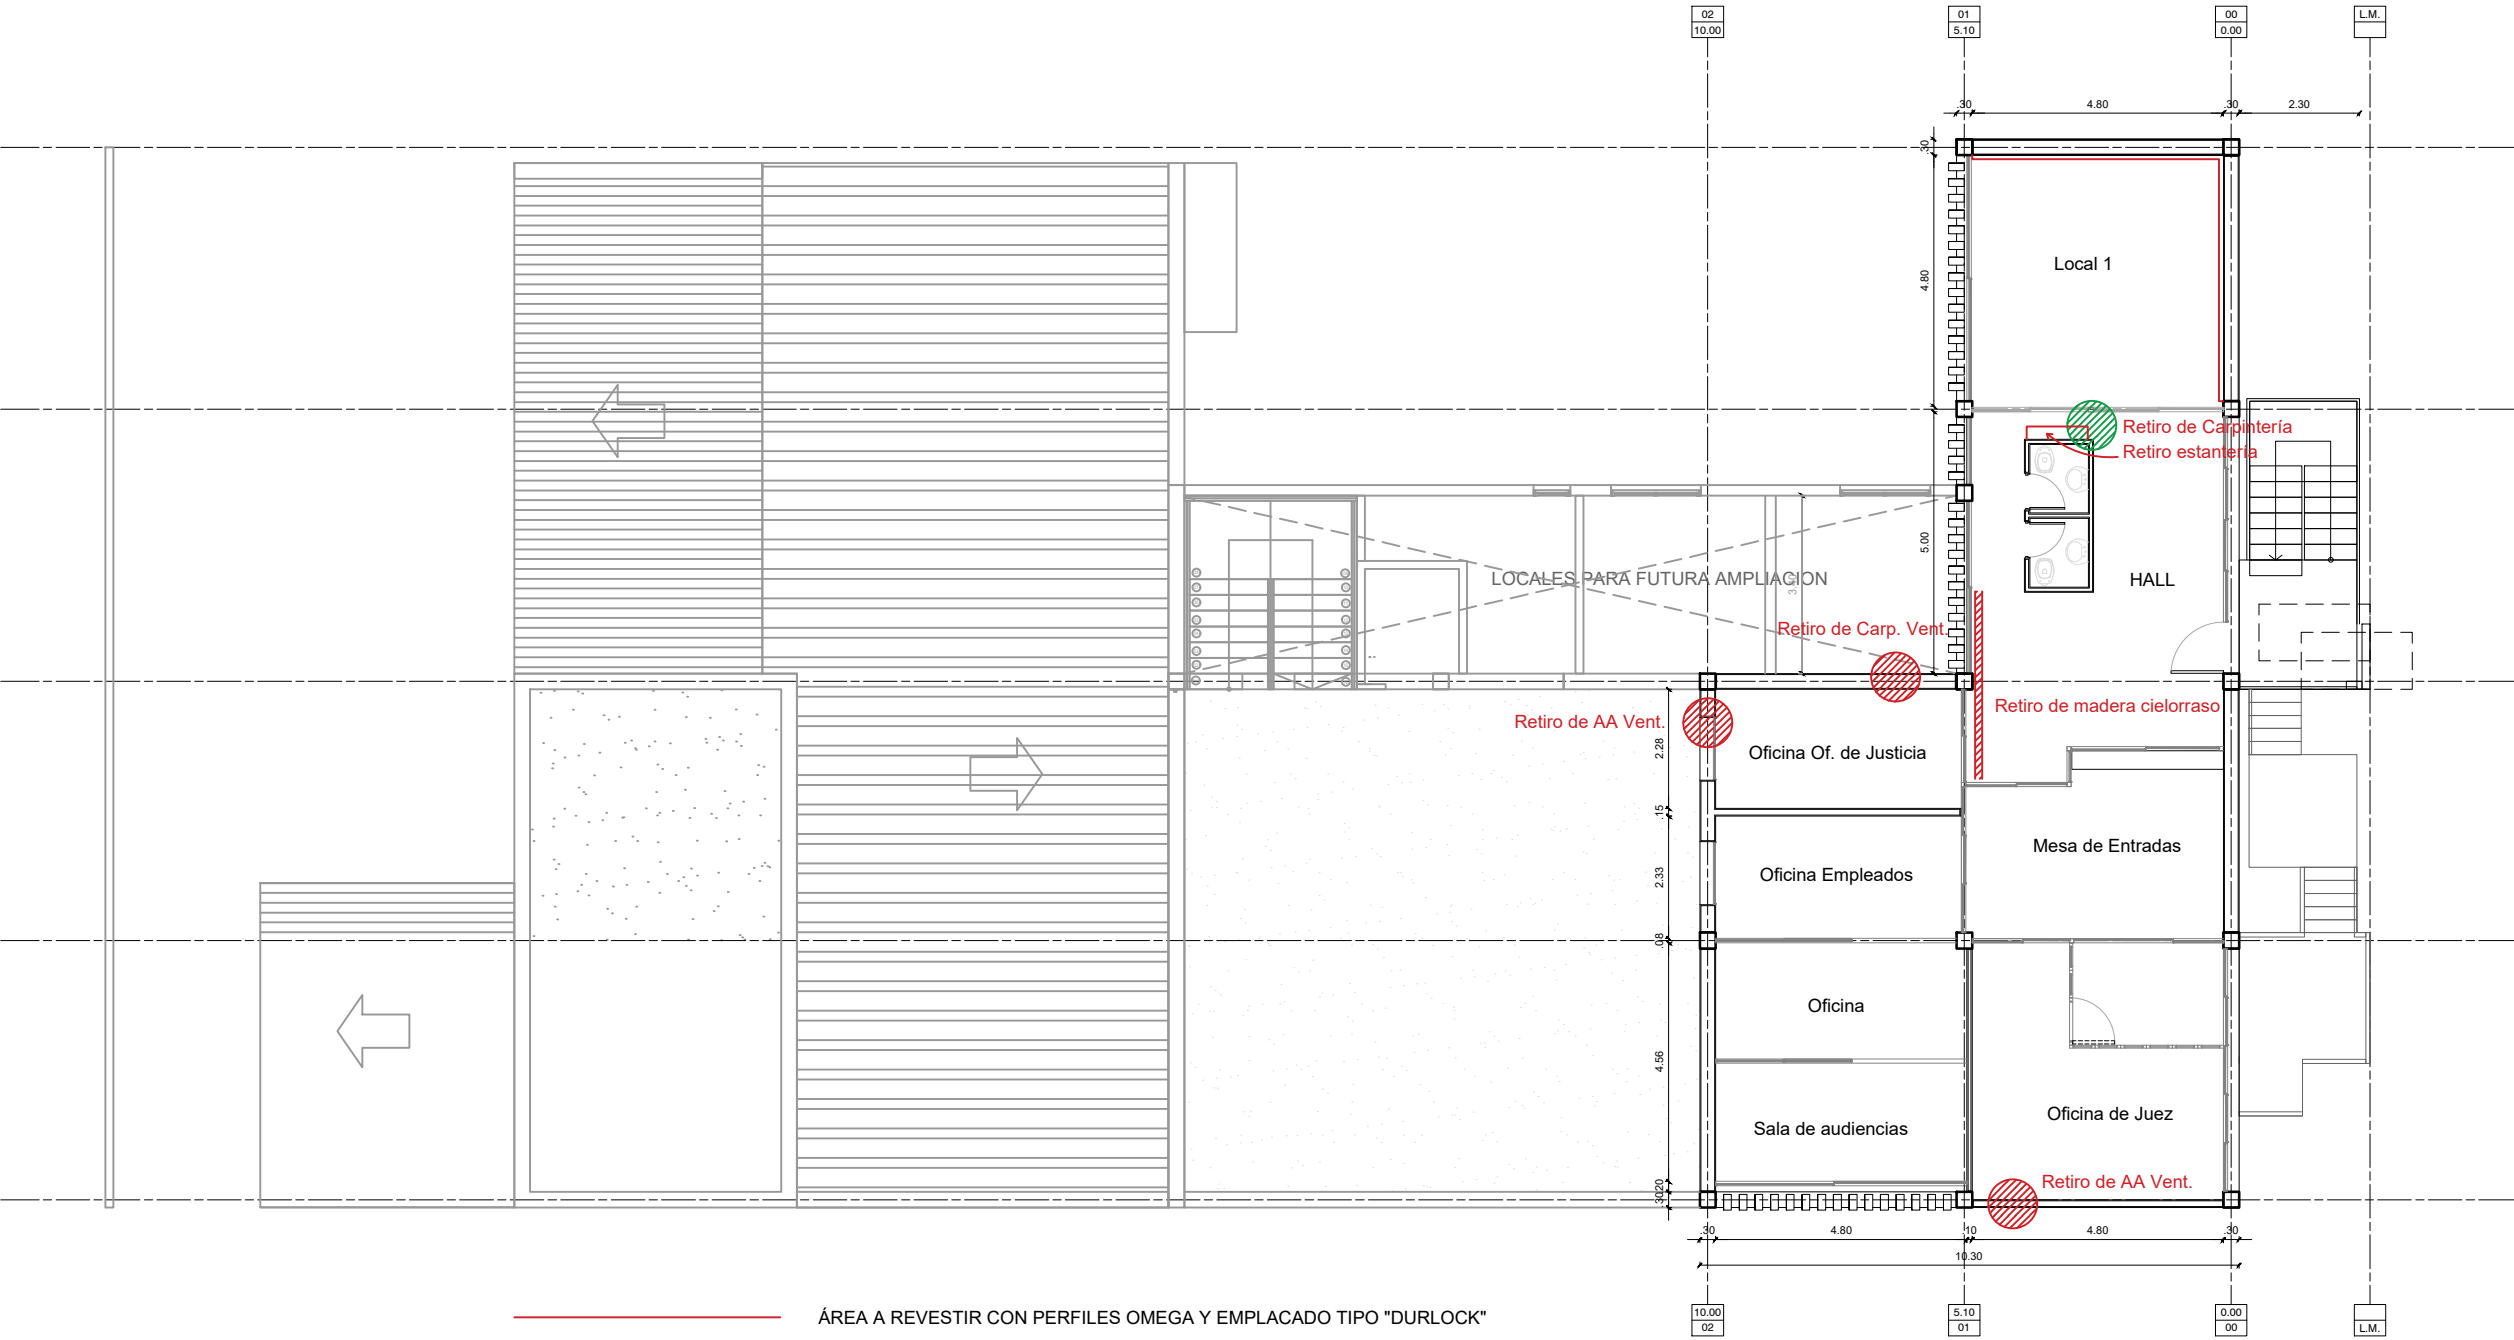 02
10.00
01
5.10
00
0.00
L.M.
.30
4.80
.30
2.30
.30
4.80
Local 1
Retiro de Carpintería
Retiro estantería
5.00
LOCALES PARA FUTURA AMPLIACION
HALL
Retiro de Carp. Vent.
Retiro de madera cielorraso
Retiro de AA Vent.
2.28
Oficina Of. de Justicia
.15
Mesa de Entradas
2.33
Oficina Empleados
.08
Oficina
4.56
Oficina de Juez
Sala de audiencias
Retiro de AA Vent.
.20
.30
.30
4.80
.10
4.80
.30
10.30
ÁREA A REVESTIR CON PERFILES OMEGA Y EMPLACADO TIPO "DURLOCK"
10.00
02
5.10
01
0.00
00
L.M.